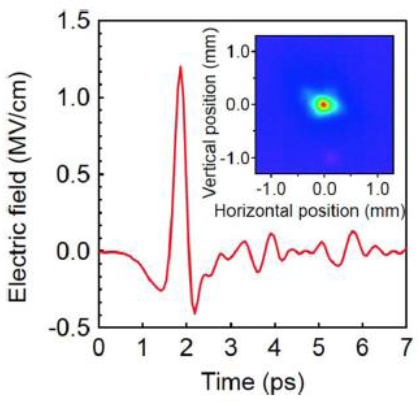 Electric field (MV/cm)
1.5
1.0
0.5
0.0
-0.5
0 1 2 3 4 5 6 7
Time (ps)
Vertical position (mm)
1.0
0.0
-1.0
-1.0 0.0 1.0
Horizontal position (mm)